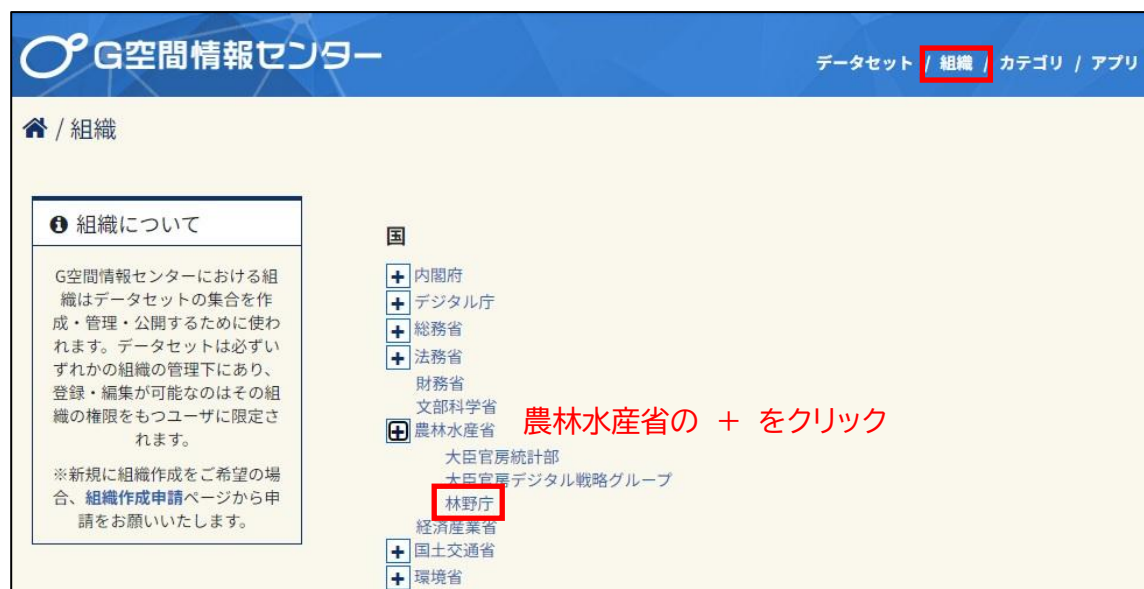 G空間情報センター
データセット / 組織 / カテゴリ / アプリ
/ 組織
組織について
G空間情報センターにおける組
織はデータセットの集合を作
成・管理・公開するために使わ
れます。データセットは必ずい
ずれかの組織の管理下にあり、
登録・編集が可能なのはその組
織の権限をもつユーザに限定さ
れます。
※新規に組織作成をご希望の場
合、組織作成申請ページから申
請をお願いいたします。
国
+ 内閣府
+ デジタル庁
+ 総務省
+ 法務省
財務省
文部科学省
+ 農林水産省
農林水産省の + をクリック
大臣官房統計部
大臣官房デジタル戦略グループ
林野庁
経済産業省
+ 国土交通省
+ 環境省